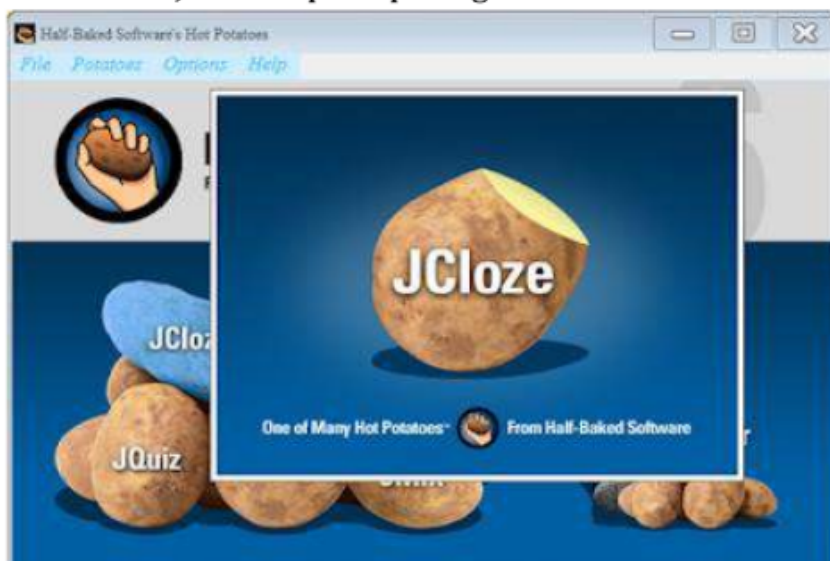 Half-Baked Software's Hot Potatoes
File Potatoes Options Help
JCloze
JCloz
One of Many Hot Potatoes™ From Half-Baked Software
JQuiz